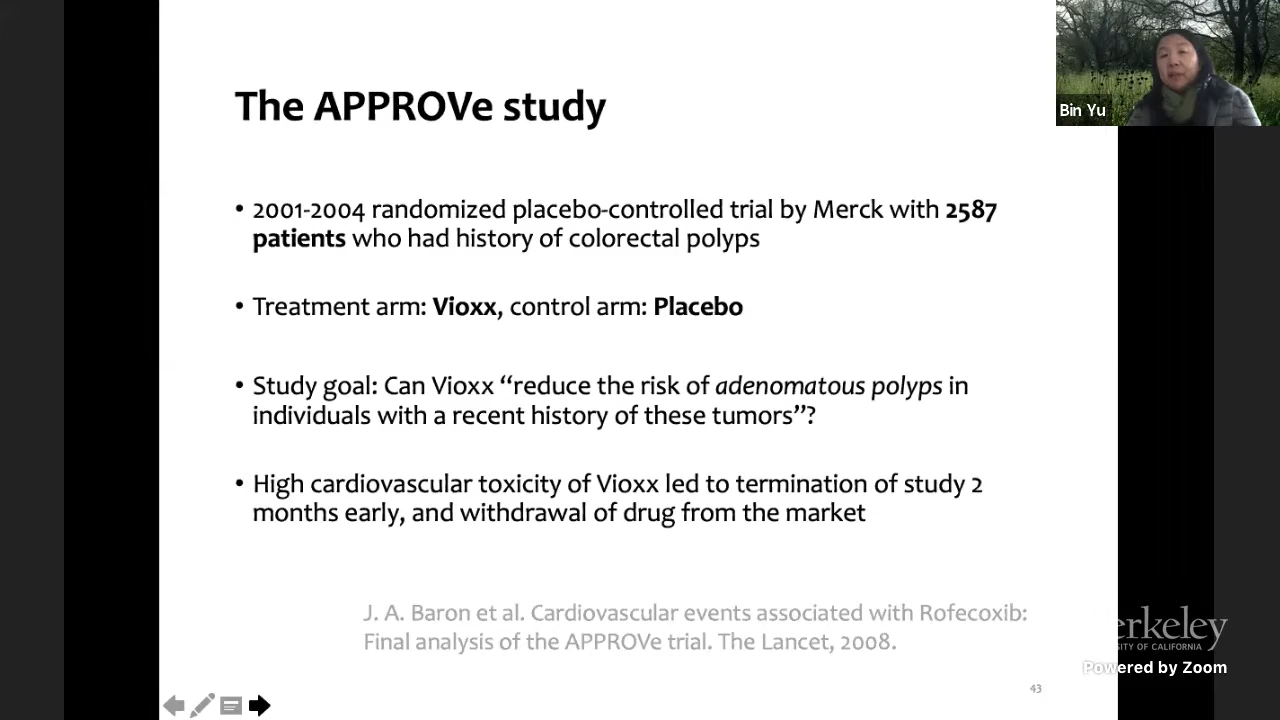 The APPROVe study
Bin Yu
• 2001-2004 randomized placebo-controlled trial by Merck with 2587
patients who had history of colorectal polyps
• Treatment arm: Vioxx, control arm: Placebo
• Study goal: Can Vioxx “reduce the risk of adenomatous polyps in
individuals with a recent history of these tumors”?
• High cardiovascular toxicity of Vioxx led to termination of study 2
months early, and withdrawal of drug from the market
J. A. Baron et al. Cardiovascular events associated with Rofecoxib:
Final analysis of the APPROVe trial. The Lancet, 2008.
erkeley
SITY OF CALIFORNIA
Powered by Zoom
43